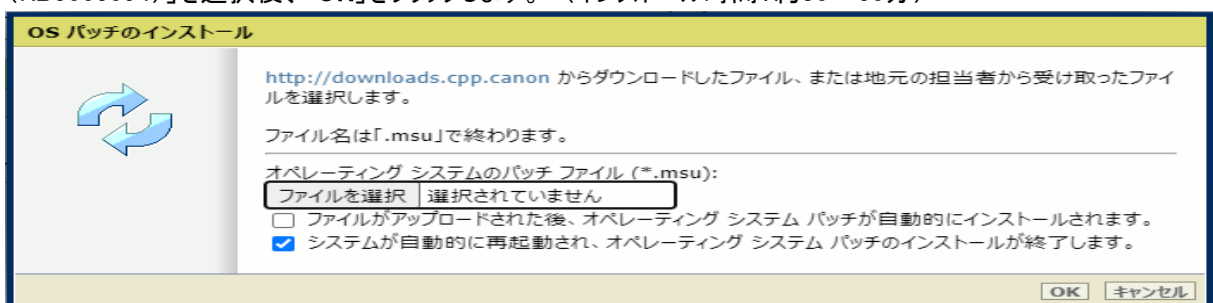 OS パッチのインストール
http://downloads.cpp.canon からダウンロードしたファイル、または地元の担当者から受け取ったファイ
ルを選択します。
ファイル名は「.msu」で終わります。
オペレーティング システムのパッチ ファイル (*.msu):
ファイルを選択 選択されていません
ファイルがアップロードされた後、オペレーティング システム パッチが自動的にインストールされます。
システムが自動的に再起動され、オペレーティング システム パッチのインストールが終了します。
OK キャンセル